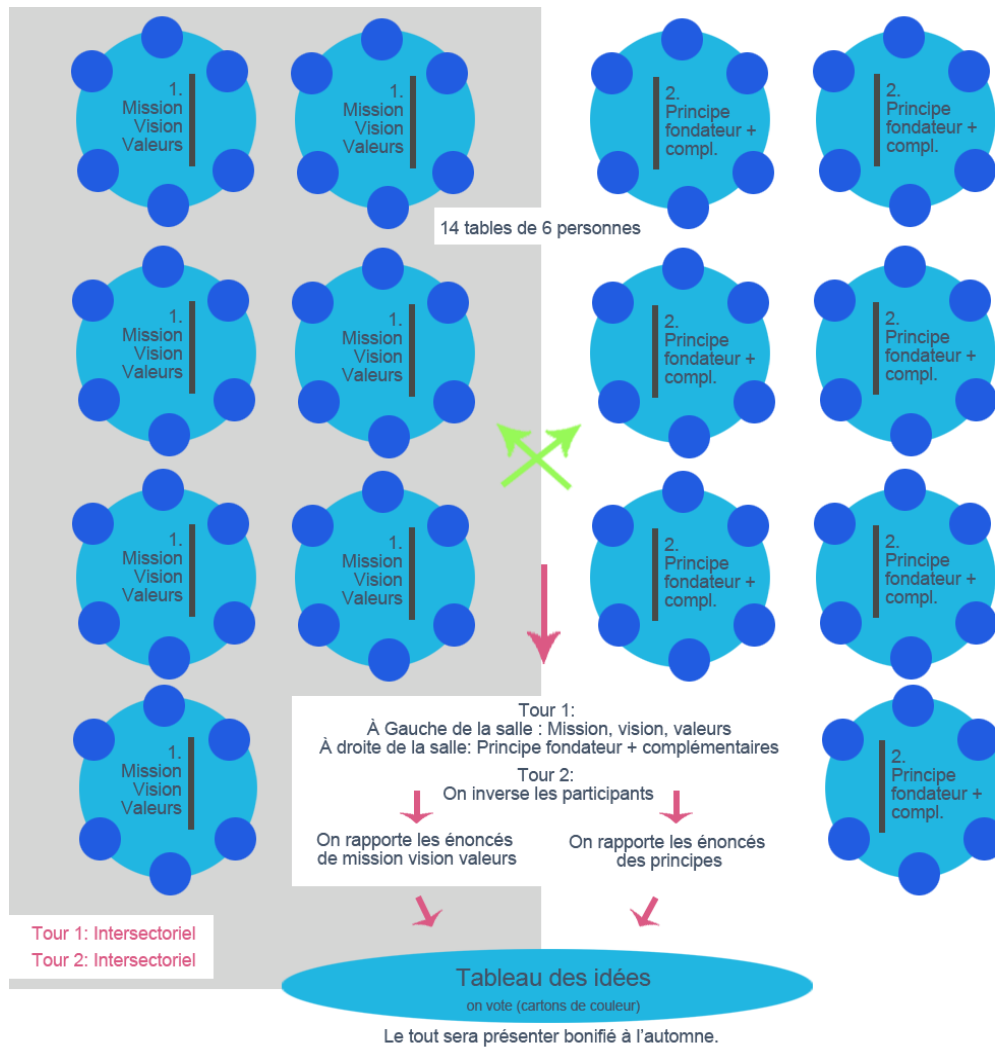 1.
Mission
Vision
Valeurs
1.
Mission
Vision
Valeurs
2.
Principe
fondateur +
compl.
2.
Principe
fondateur +
compl.
14 tables de 6 personnes
1.
Mission
Vision
Valeurs
1.
Mission
Vision
Valeurs
2.
Principe
fondateur +
compl.
2.
Principe
fondateur +
compl.
1.
Mission
Vision
Valeurs
1.
Mission
Vision
Valeurs
2.
Principe
fondateur +
compl.
2.
Principe
fondateur +
compl.
1.
Mission
Vision
Valeurs
Tour 1:
À Gauche de la salle : Mission, vision, valeurs
À droite de la salle: Principe fondateur + complémentaires
Tour 2:
On inverse les participants
On rapporte les énoncés
de mission vision valeurs
On rapporte les énoncés
des principes
2.
Principe
fondateur +
compl.
Tour 1: Intersectoriel
Tour 2: Intersectoriel
Tableau des idées
on vote (cartons de couleur)
Le tout sera présenter bonifié à l'automne.